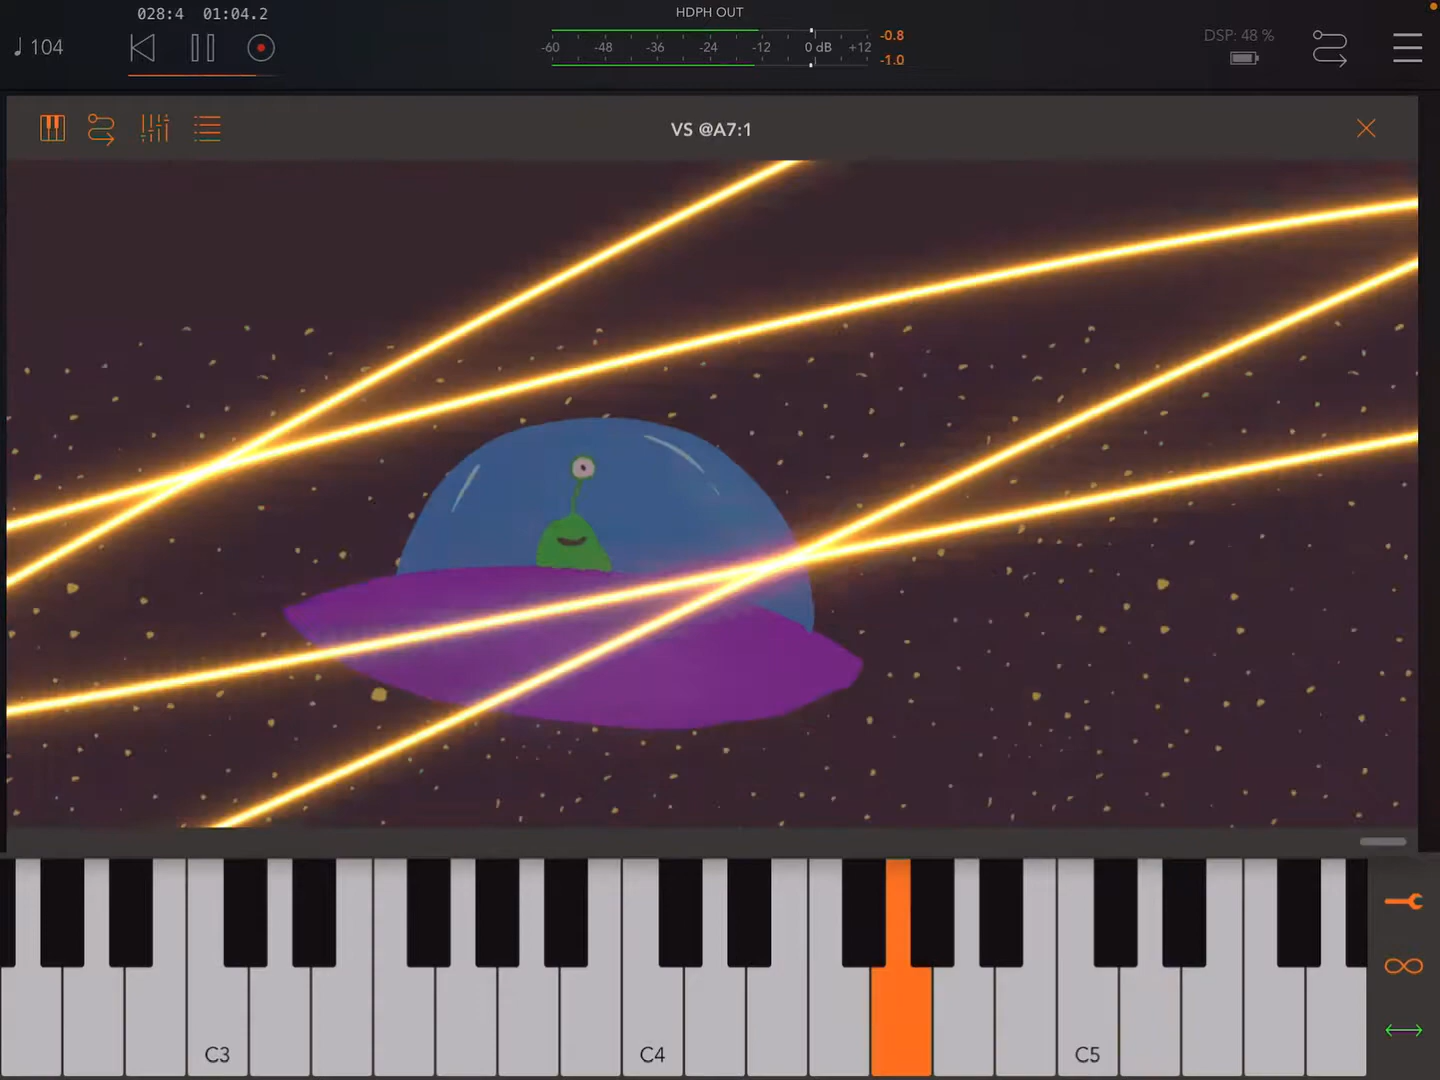 028:4 01:04.2
HDPH OUT
♩ 104
-60 -48 -36 -24 -12 0 dB +12
-0.8
-1.0
DSP: 48 %
VS @A7:1
C3 C4 C5